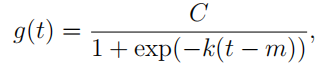 g(t) = C / (1 + exp(−k(t − m))),